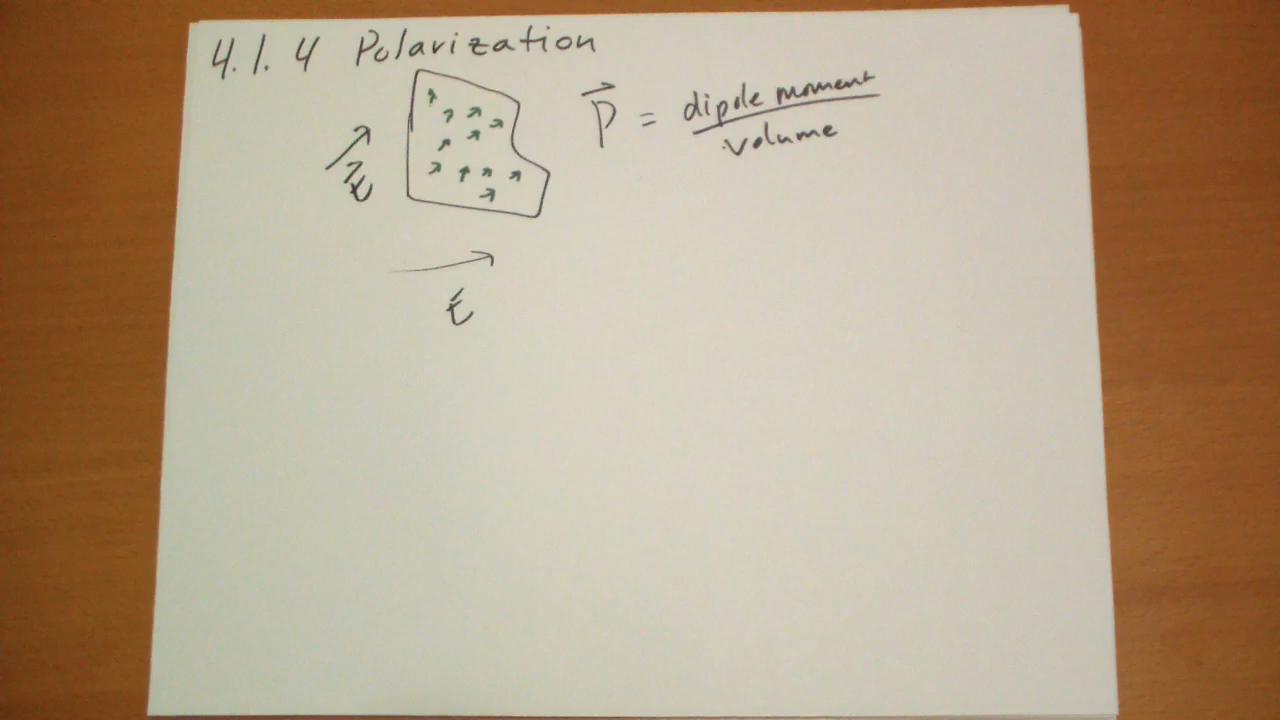 4.1.4 Polarization
P⃗ = dipole moment
volume
E⃗
E⃗